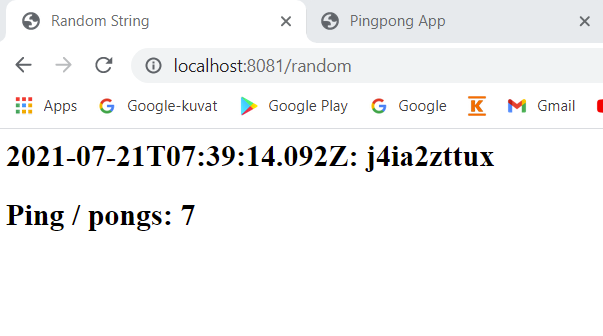 Random String
Pingpong App
localhost:8081/random
Apps Google-kuvat Google Play Google K Gmail
2021-07-21T07:39:14.092Z: j4ia2zttux
Ping / pongs: 7